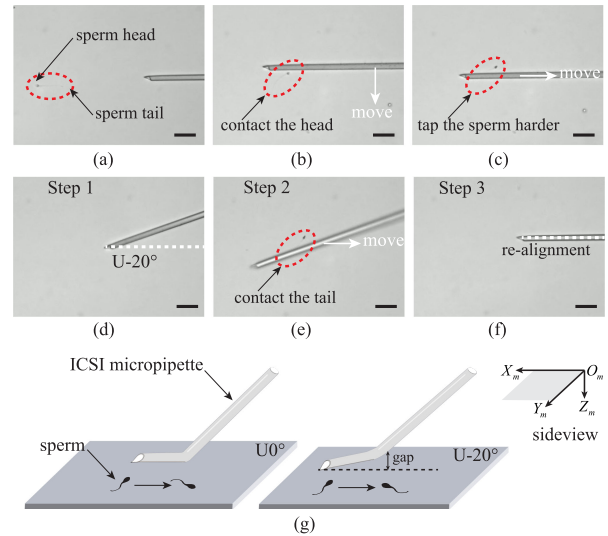 sperm head
sperm tail
(a)
contact the head
move
(b)
move
tap the sperm harder
(c)
Step 1
U-20°
(d)
Step 2
move
contact the tail
(e)
Step 3
re-alignment
(f)
ICSI micropipette
sperm
U0°
gap
U-20°
Xm
Om
Ym
Zm
sideview
(g)